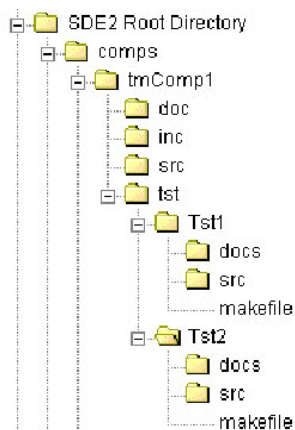 SDE2 Root Directory
comps
tmComp1
doc
inc
src
tst
Tst1
docs
src
makefile
Tst2
docs
src
makefile